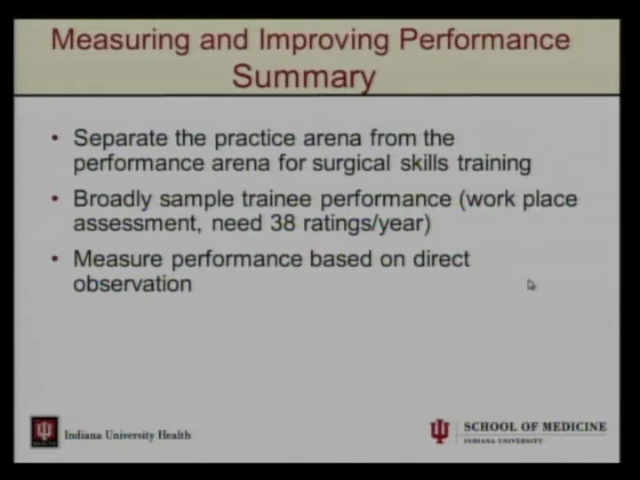 Measuring and Improving Performance
Summary
• Separate the practice arena from the
performance arena for surgical skills training
• Broadly sample trainee performance (work place
assessment, need 38 ratings/year)
• Measure performance based on direct
observation
Indiana University Health
SCHOOL OF MEDICINE
INDIANA UNIVERSITY